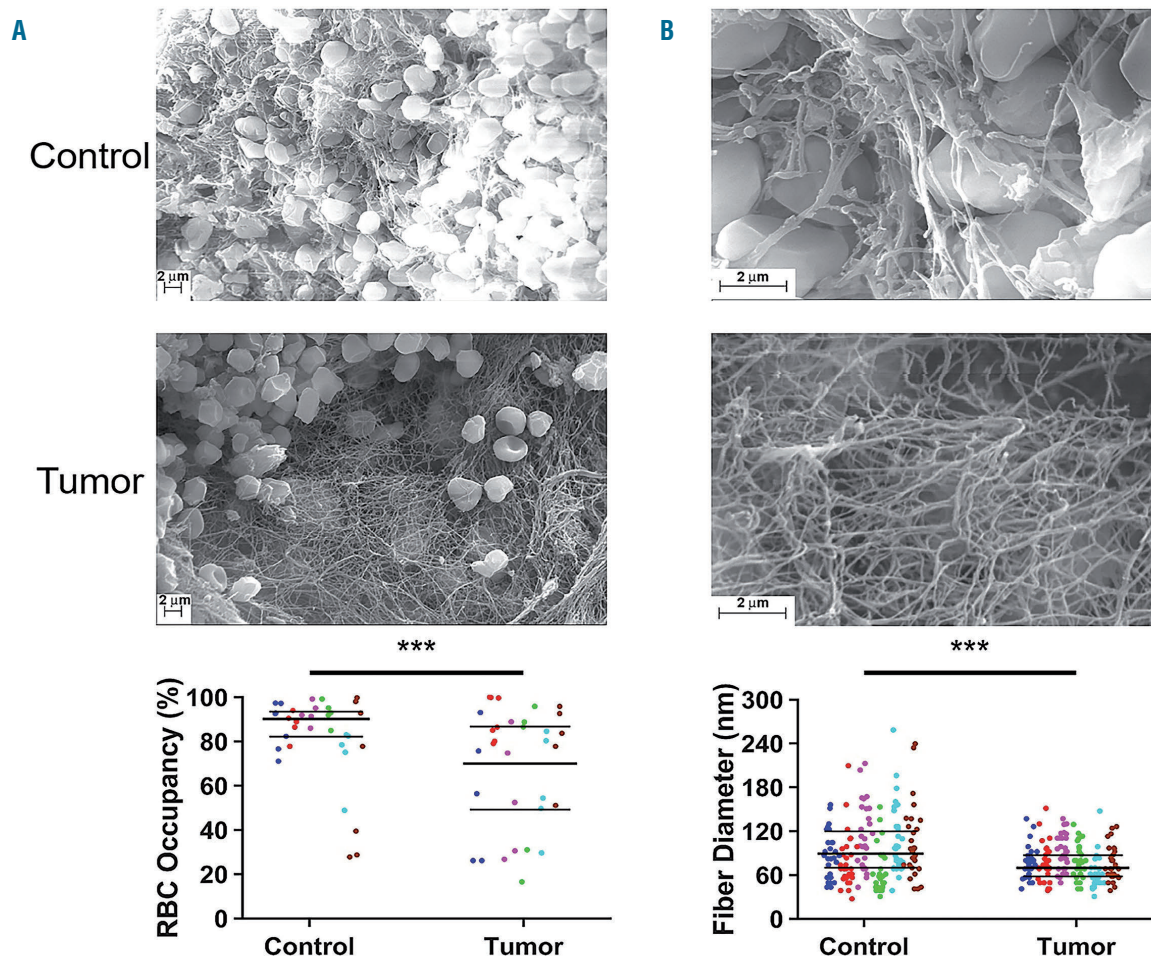 A
B
Control
2 μm
2 μm
Tumor
2 μm
2 μm
***
RBC Occupancy (%)
100
80
60
40
20
0
Control
Tumor
***
Fiber Diameter (nm)
300
240
180
120
60
0
Control
Tumor